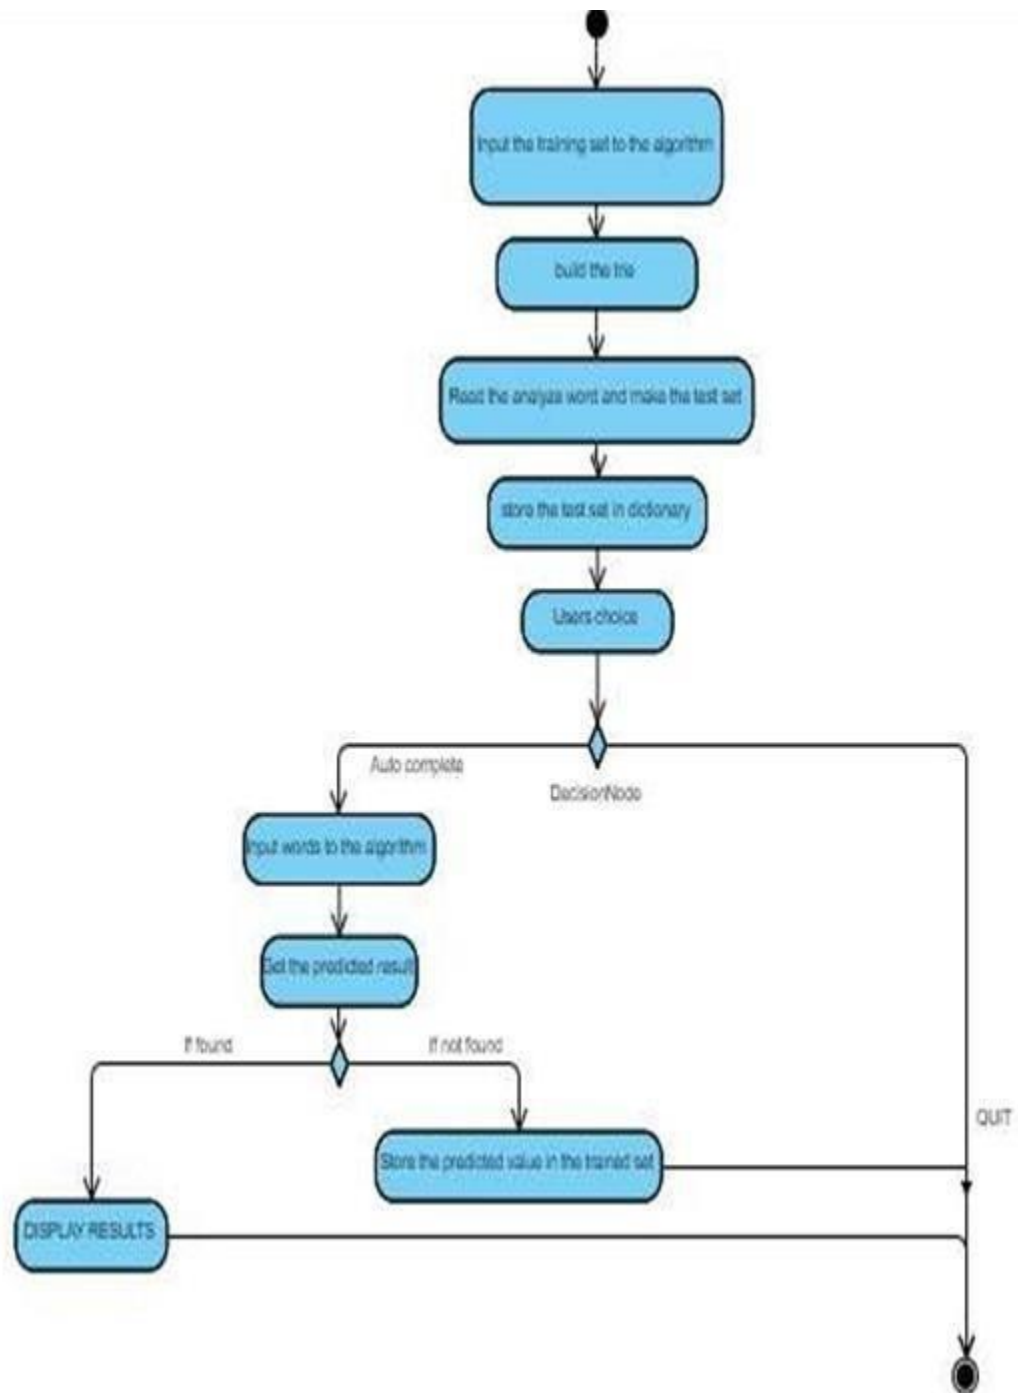 Input the training set to the algorithm
build the trie
Read the analyze word and make the test set
store the test set in dictionary
Users choice
Auto complete
DecisionNode
Input words to the algorithm
Get the predicted result
If found
If not found
QUIT
Store the predicted value in the trained set
DISPLAY RESULTS